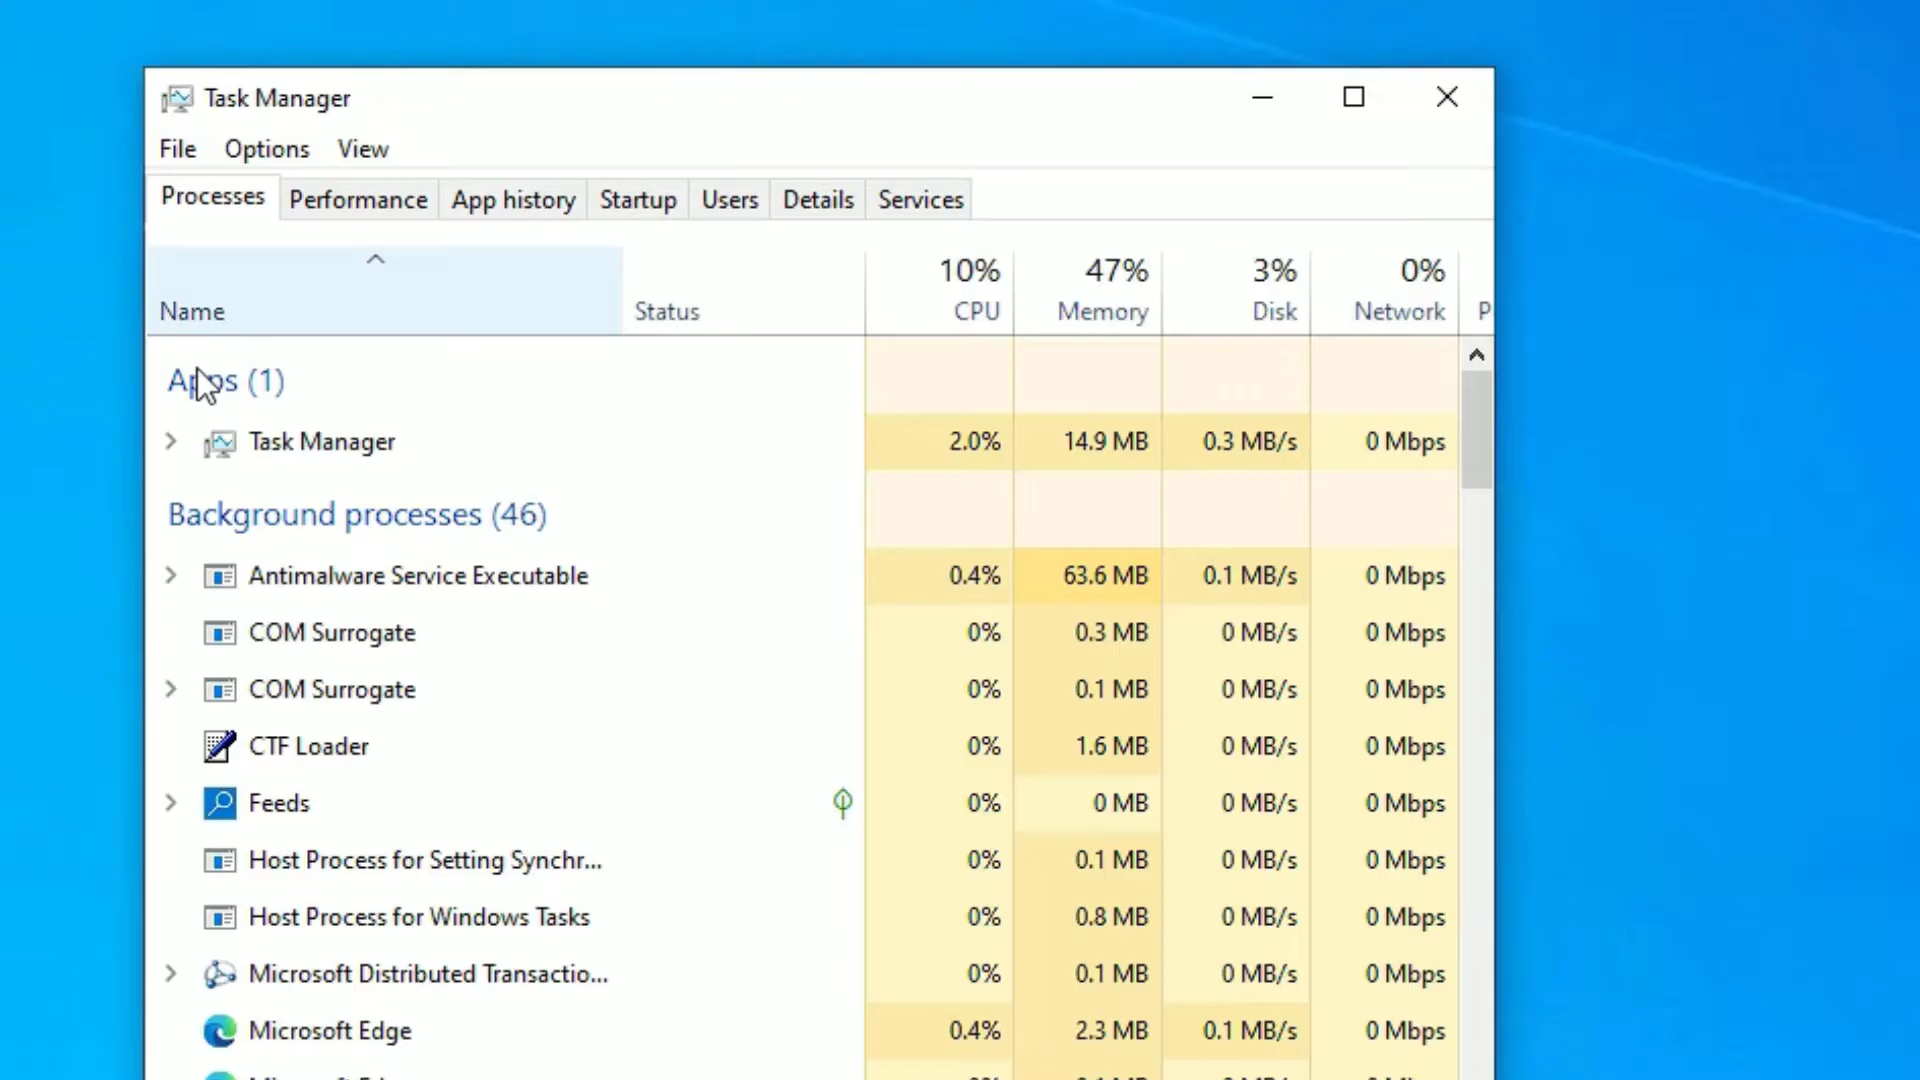 Task Manager
File Options View
Processes Performance App history Startup Users Details Services
10% 47% 3% 0%
Name Status CPU Memory Disk Network P
Apps (1)
Task Manager 2.0% 14.9 MB 0.3 MB/s 0 Mbps
Background processes (46)
Antimalware Service Executable 0.4% 63.6 MB 0.1 MB/s 0 Mbps
COM Surrogate 0% 0.3 MB 0 MB/s 0 Mbps
COM Surrogate 0% 0.1 MB 0 MB/s 0 Mbps
CTF Loader 0% 1.6 MB 0 MB/s 0 Mbps
Feeds 0% 0 MB 0 MB/s 0 Mbps
Host Process for Setting Synchr... 0% 0.1 MB 0 MB/s 0 Mbps
Host Process for Windows Tasks 0% 0.8 MB 0 MB/s 0 Mbps
Microsoft Distributed Transactio... 0% 0.1 MB 0 MB/s 0 Mbps
Microsoft Edge 0.4% 2.3 MB 0.1 MB/s 0 Mbps